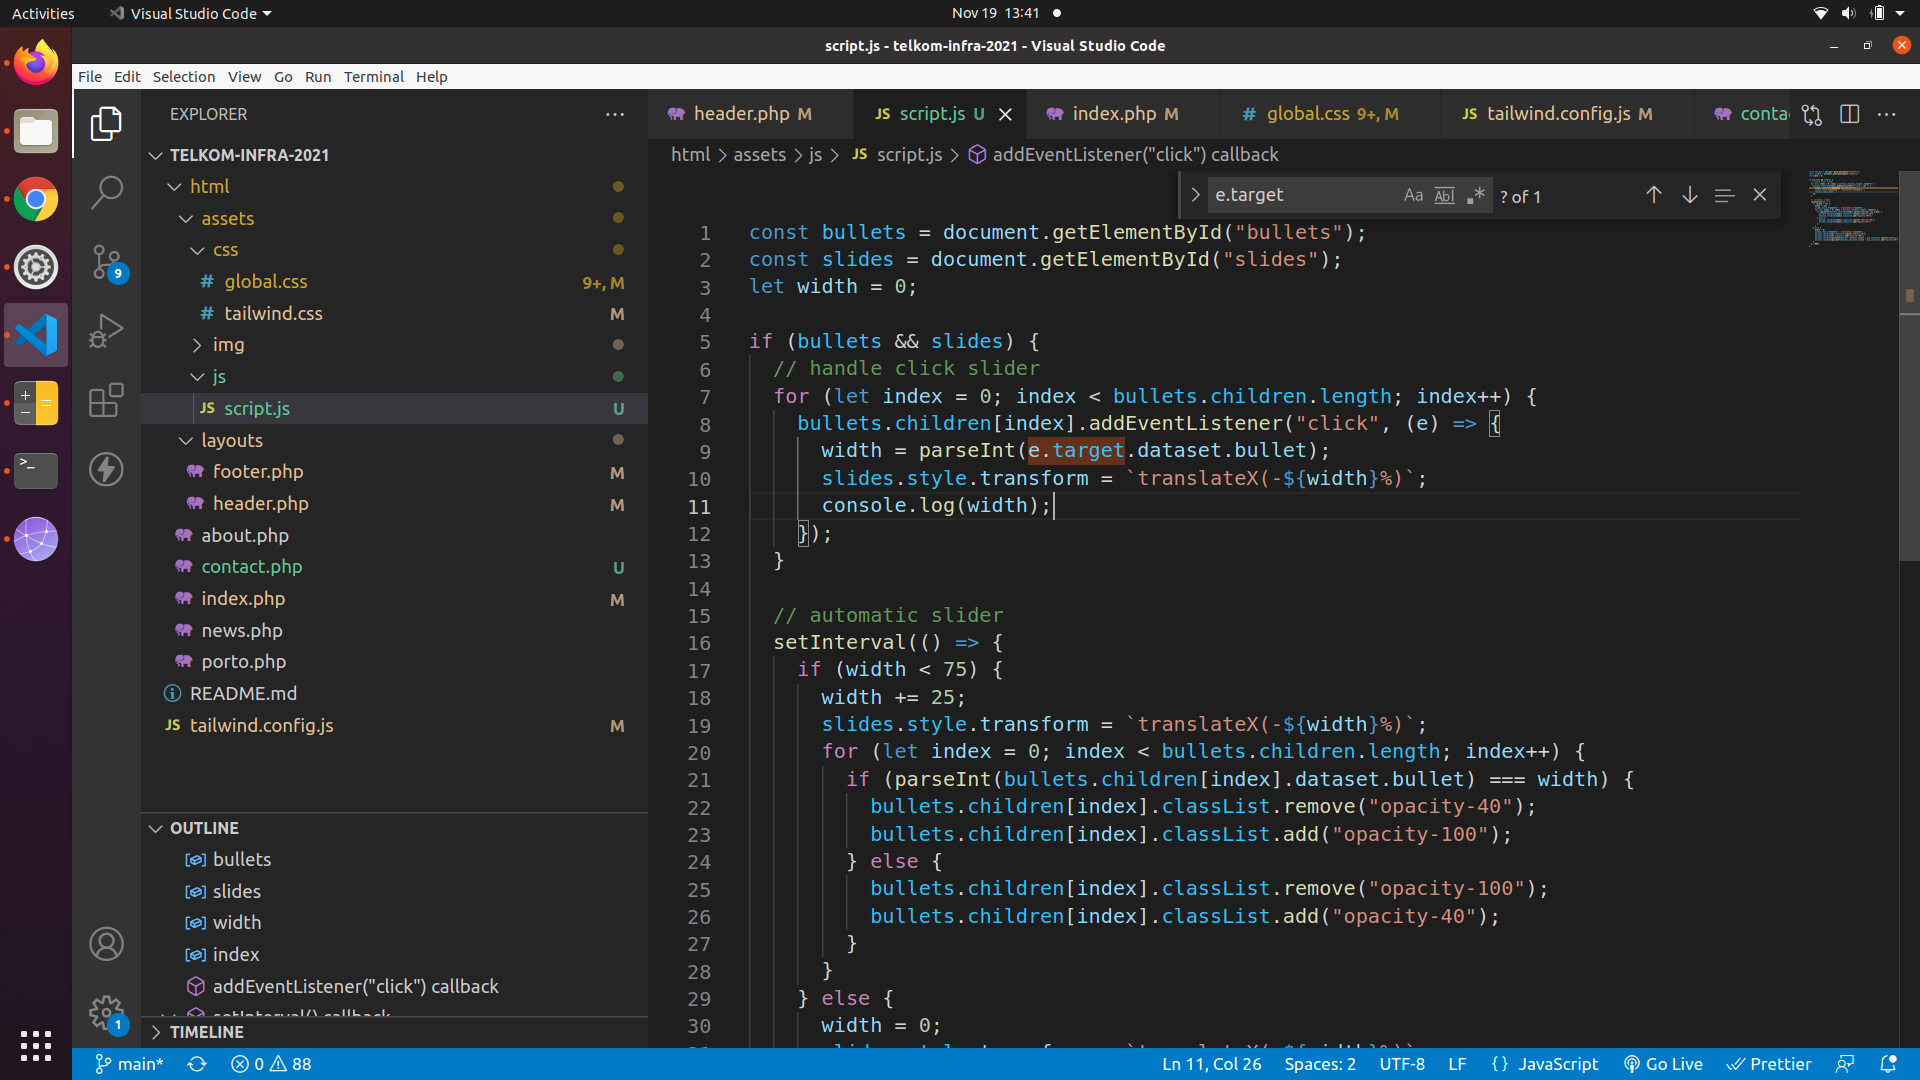 Activities
Visual Studio Code
Nov 19 13:41
script.js - telkom-infra-2021 - Visual Studio Code
File Edit Selection View Go Run Terminal Help
EXPLORER
TELKOM-INFRA-2021
html
assets
css
global.css 9+, M
tailwind.css M
img
js
script.js U
layouts
footer.php M
header.php M
about.php
contact.php U
index.php M
news.php
porto.php
README.md
tailwind.config.js M
OUTLINE
bullets
slides
width
index
addEventListener("click") callback
setInterval() callback
TIMELINE
9
1
header.php M
JS script.js U
index.php M
# global.css 9+, M
JS tailwind.config.js M
html > assets > js > JS script.js > addEventListener("click") callback
e.target Aa Abl .* ? of 1
1 const bullets = document.getElementById("bullets");
2 const slides = document.getElementById("slides");
3 let width = 0;
4
5 if (bullets && slides) {
6 // handle click slider
7 for (let index = 0; index < bullets.children.length; index++) {
8 bullets.children[index].addEventListener("click", (e) => {
9 width = parseInt(e.target.dataset.bullet);
10 slides.style.transform = `translateX(-${width}%)`;
11 console.log(width);
12 });
13 }
14
15 // automatic slider
16 setInterval(() => {
17 if (width < 75) {
18 width += 25;
19 slides.style.transform = `translateX(-${width}%)`;
20 for (let index = 0; index < bullets.children.length; index++) {
21 if (parseInt(bullets.children[index].dataset.bullet) === width) {
22 bullets.children[index].classList.remove("opacity-40");
23 bullets.children[index].classList.add("opacity-100");
24 } else {
25 bullets.children[index].classList.remove("opacity-100");
26 bullets.children[index].classList.add("opacity-40");
27 }
28 }
29 } else {
30 width = 0;
main* 0 88
Ln 11, Col 26 Spaces: 2 UTF-8 LF {} JavaScript Go Live Prettier